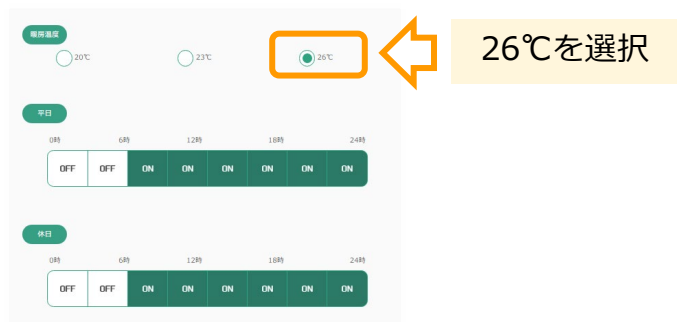 暖房温度
20℃ 23℃ 26℃
26℃を選択
平日
0時 6時 12時 18時 24時
OFF OFF ON ON ON ON ON ON
休日
0時 6時 12時 18時 24時
OFF OFF ON ON ON ON ON ON